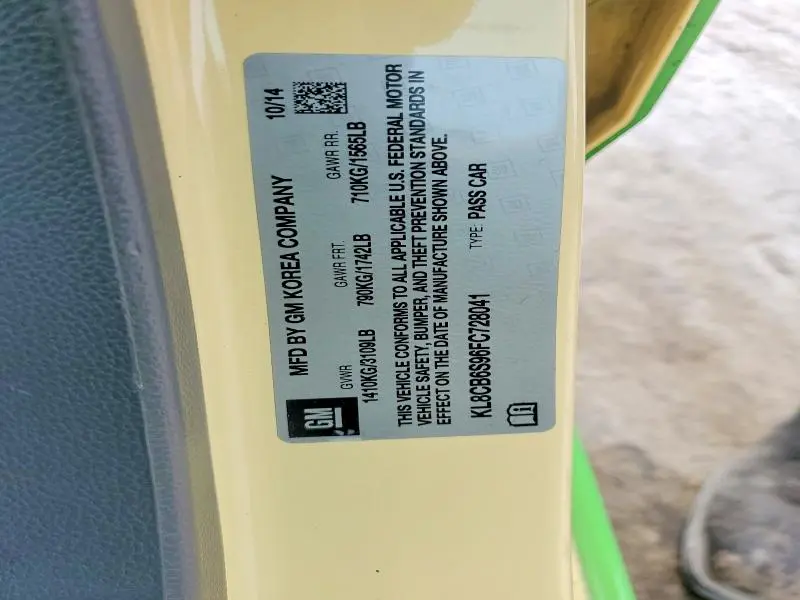 10/14
MFD BY GM KOREA COMPANY
GM
GVWR GAWR FRT. GAWR RR.
1410KG/3109LB 790KG/1742LB 710KG/1565LB
THIS VEHICLE CONFORMS TO ALL APPLICABLE U.S. FEDERAL MOTOR
VEHICLE SAFETY, BUMPER, AND THEFT PREVENTION STANDARDS IN
EFFECT ON THE DATE OF MANUFACTURE SHOWN ABOVE.
KL8CB6S96FC728041 TYPE: PASS CAR